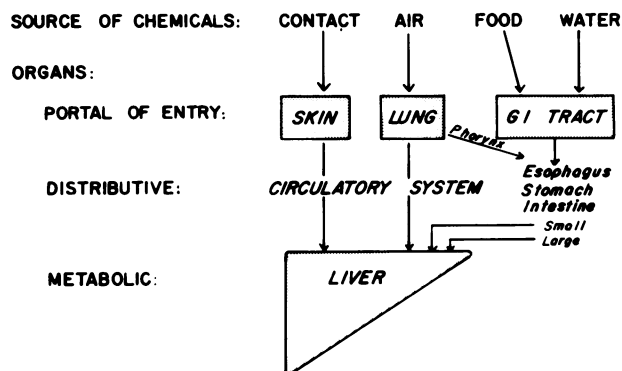 SOURCE OF CHEMICALS: CONTACT AIR FOOD WATER
ORGANS:
PORTAL OF ENTRY: SKIN LUNG GI TRACT
Pharynx
Esophagus
DISTRIBUTIVE: CIRCULATORY SYSTEM Stomach
Intestine
Small
Large
METABOLIC: LIVER